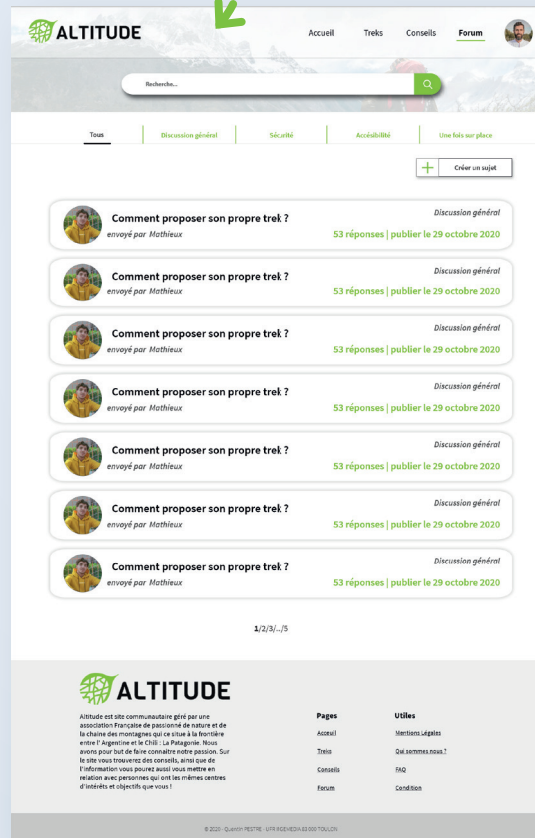 ALTITUDE
Accueil Treks Conseils Forum
Recherche...
Tous Discussion général Sécurité Accésibilité Une fois sur place
Créer un sujet
Comment proposer son propre trek ?
envoyé par Mathieux
Discussion général
53 réponses | publier le 29 octobre 2020
Comment proposer son propre trek ?
envoyé par Mathieux
Discussion général
53 réponses | publier le 29 octobre 2020
Comment proposer son propre trek ?
envoyé par Mathieux
Discussion général
53 réponses | publier le 29 octobre 2020
Comment proposer son propre trek ?
envoyé par Mathieux
Discussion général
53 réponses | publier le 29 octobre 2020
Comment proposer son propre trek ?
envoyé par Mathieux
Discussion général
53 réponses | publier le 29 octobre 2020
Comment proposer son propre trek ?
envoyé par Mathieux
Discussion général
53 réponses | publier le 29 octobre 2020
Comment proposer son propre trek ?
envoyé par Mathieux
Discussion général
53 réponses | publier le 29 octobre 2020
1/2/3/../5
ALTITUDE
Altitude est site communautaire géré par une
association Française de passionné de nature et de
la chaine des montagnes qui ce situe à la frontière
entre l' Argentine et le Chili : La Patagonie. Nous
avons pour but de faire connaitre notre passion. Sur
le site vous trouverez des conseils, ainsi que de
l'information vous pourez aussi vous mettre en
relation avec personnes qui ont les mêmes centres
d'intérêts et objectifs que vous !
Pages
Acceuil
Treks
Conseils
Forum
Utiles
Mentions Légales
Qui sommes nous ?
FAQ
Condition
© 2020 - Quentin PESTRE - UFR INGEMEDIA 83 000 TOULON